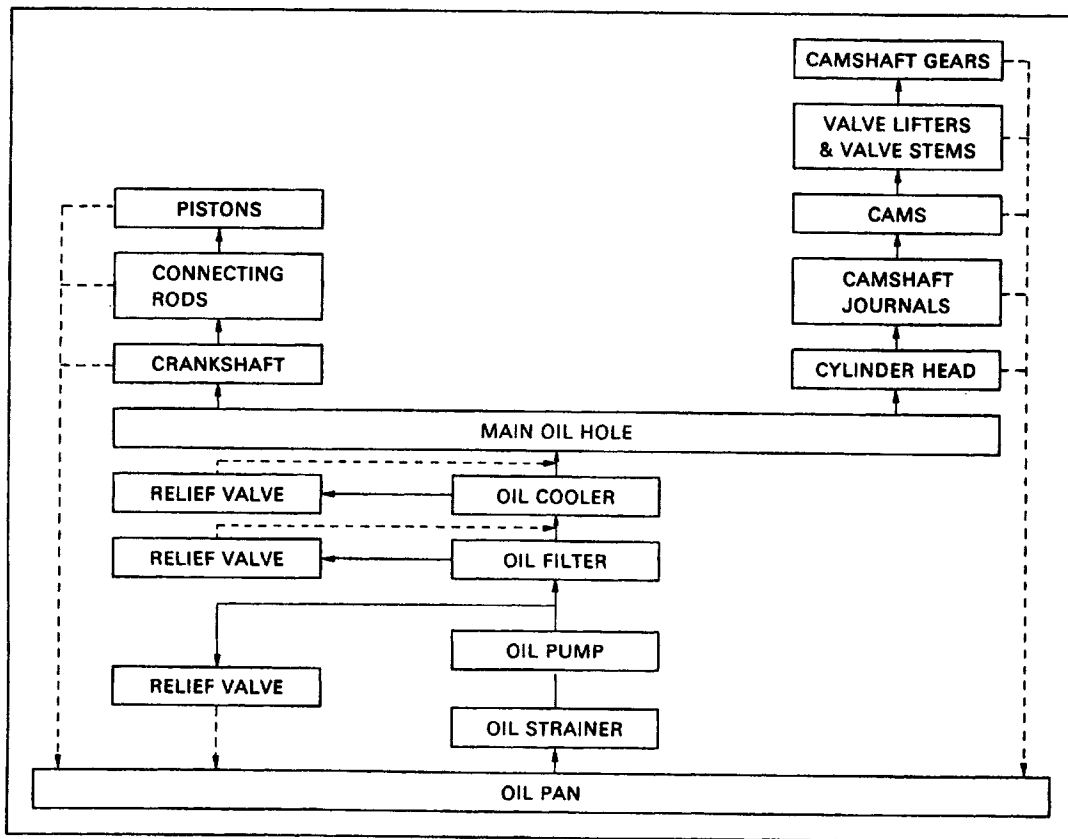 CAMSHAFT GEARS
VALVE LIFTERS
& VALVE STEMS
PISTONS
CAMS
CONNECTING
RODS
CAMSHAFT
JOURNALS
CRANKSHAFT
CYLINDER HEAD
MAIN OIL HOLE
RELIEF VALVE
OIL COOLER
RELIEF VALVE
OIL FILTER
OIL PUMP
RELIEF VALVE
OIL STRAINER
OIL PAN